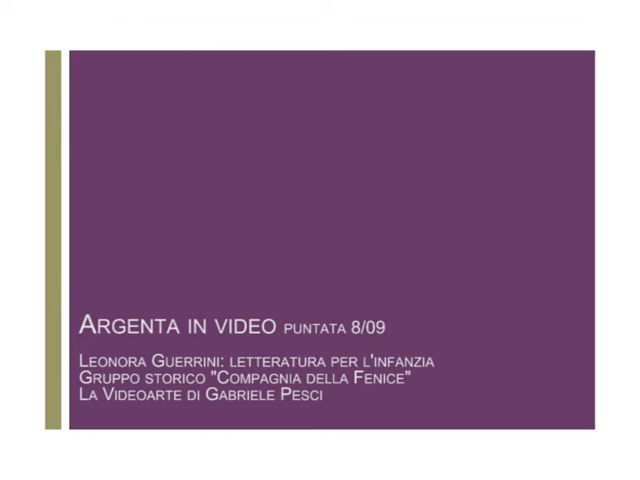 ARGENTA IN VIDEO PUNTATA 8/09
LEONORA GUERRINI: LETTERATURA PER L'INFANZIA
GRUPPO STORICO "COMPAGNIA DELLA FENICE"
LA VIDEOARTE DI GABRIELE PESCI